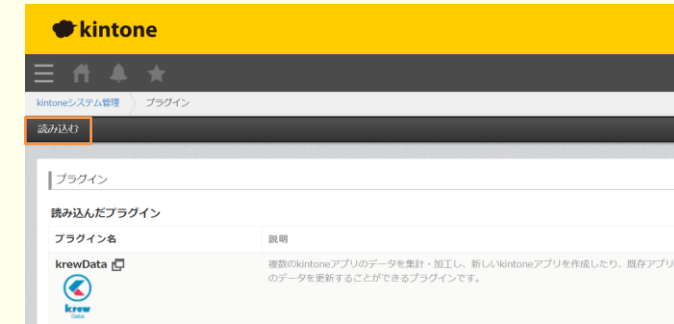 kintone
kintoneシステム管理 プラグイン
読み込む
プラグイン
読み込んだプラグイン
プラグイン名 説明
krewData 複数のkintoneアプリのデータを集計・加工し、新しいkintoneアプリを作成したり、既存アプリ
のデータを更新することができるプラグインです。
krew
Data